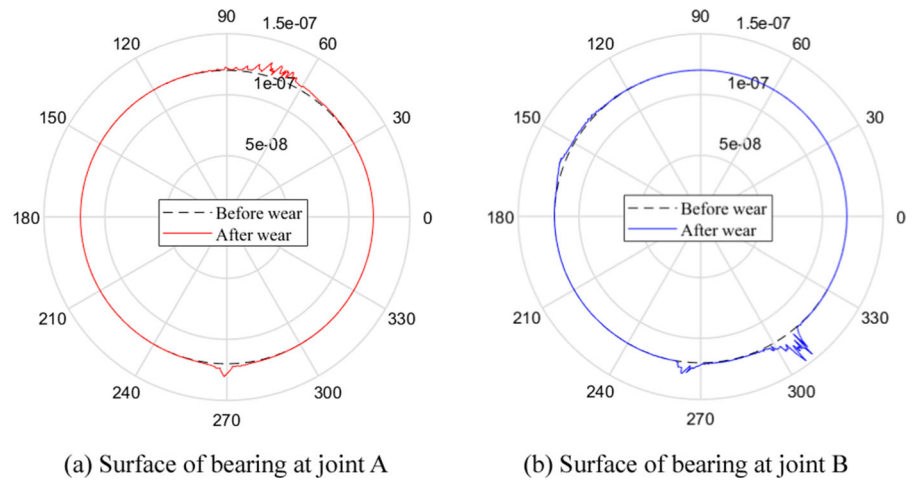 90
1.5e-07
120
60
1e-07
150
30
5e-08
180
0
Before wear
After wear
210
330
240
300
270
(a) Surface of bearing at joint A
90
1.5e-07
120
60
1e-07
150
30
5e-08
180
0
Before wear
After wear
210
330
240
300
270
(b) Surface of bearing at joint B